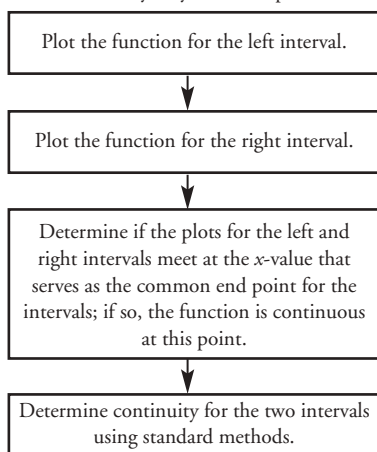 Plot the function for the left interval.
Plot the function for the right interval.
Determine if the plots for the left and
right intervals meet at the x-value that
serves as the common end point for the
intervals; if so, the function is continuous
at this point.
Determine continuity for the two intervals
using standard methods.